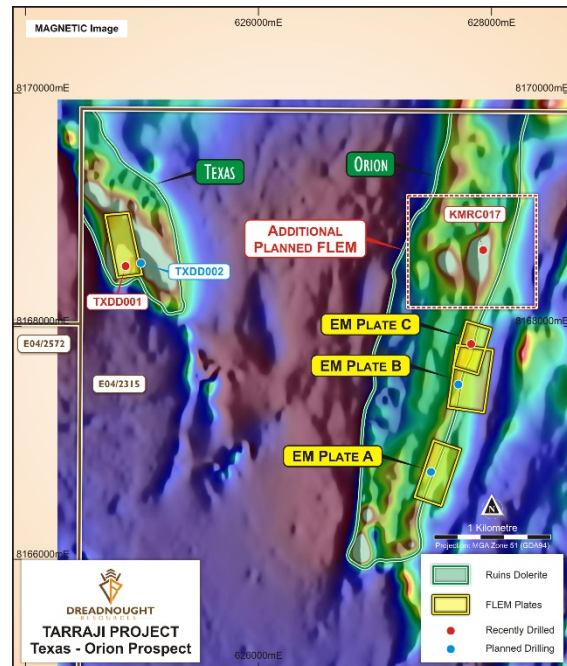 MAGNETIC Image
626000mE
628000mE
8170000mE
8170000mE
TEXAS
ORION
KMRC017
ADDITIONAL
PLANNED FLEM
TXDD002
TXDD001
8168000mE
8168000mE
EM PLATE C
E04/2572
EM PLATE B
E04/2315
EM PLATE A
N
1 Kilometre
Projection: MGA Zone 51 (GDA94)
8166000mE
Ruins Dolerite
FLEM Plates
Recently Drilled
Planned Drilling
DREADNOUGHT
RESOURCES
TARRAJI PROJECT
Texas - Orion Prospect
626000mE